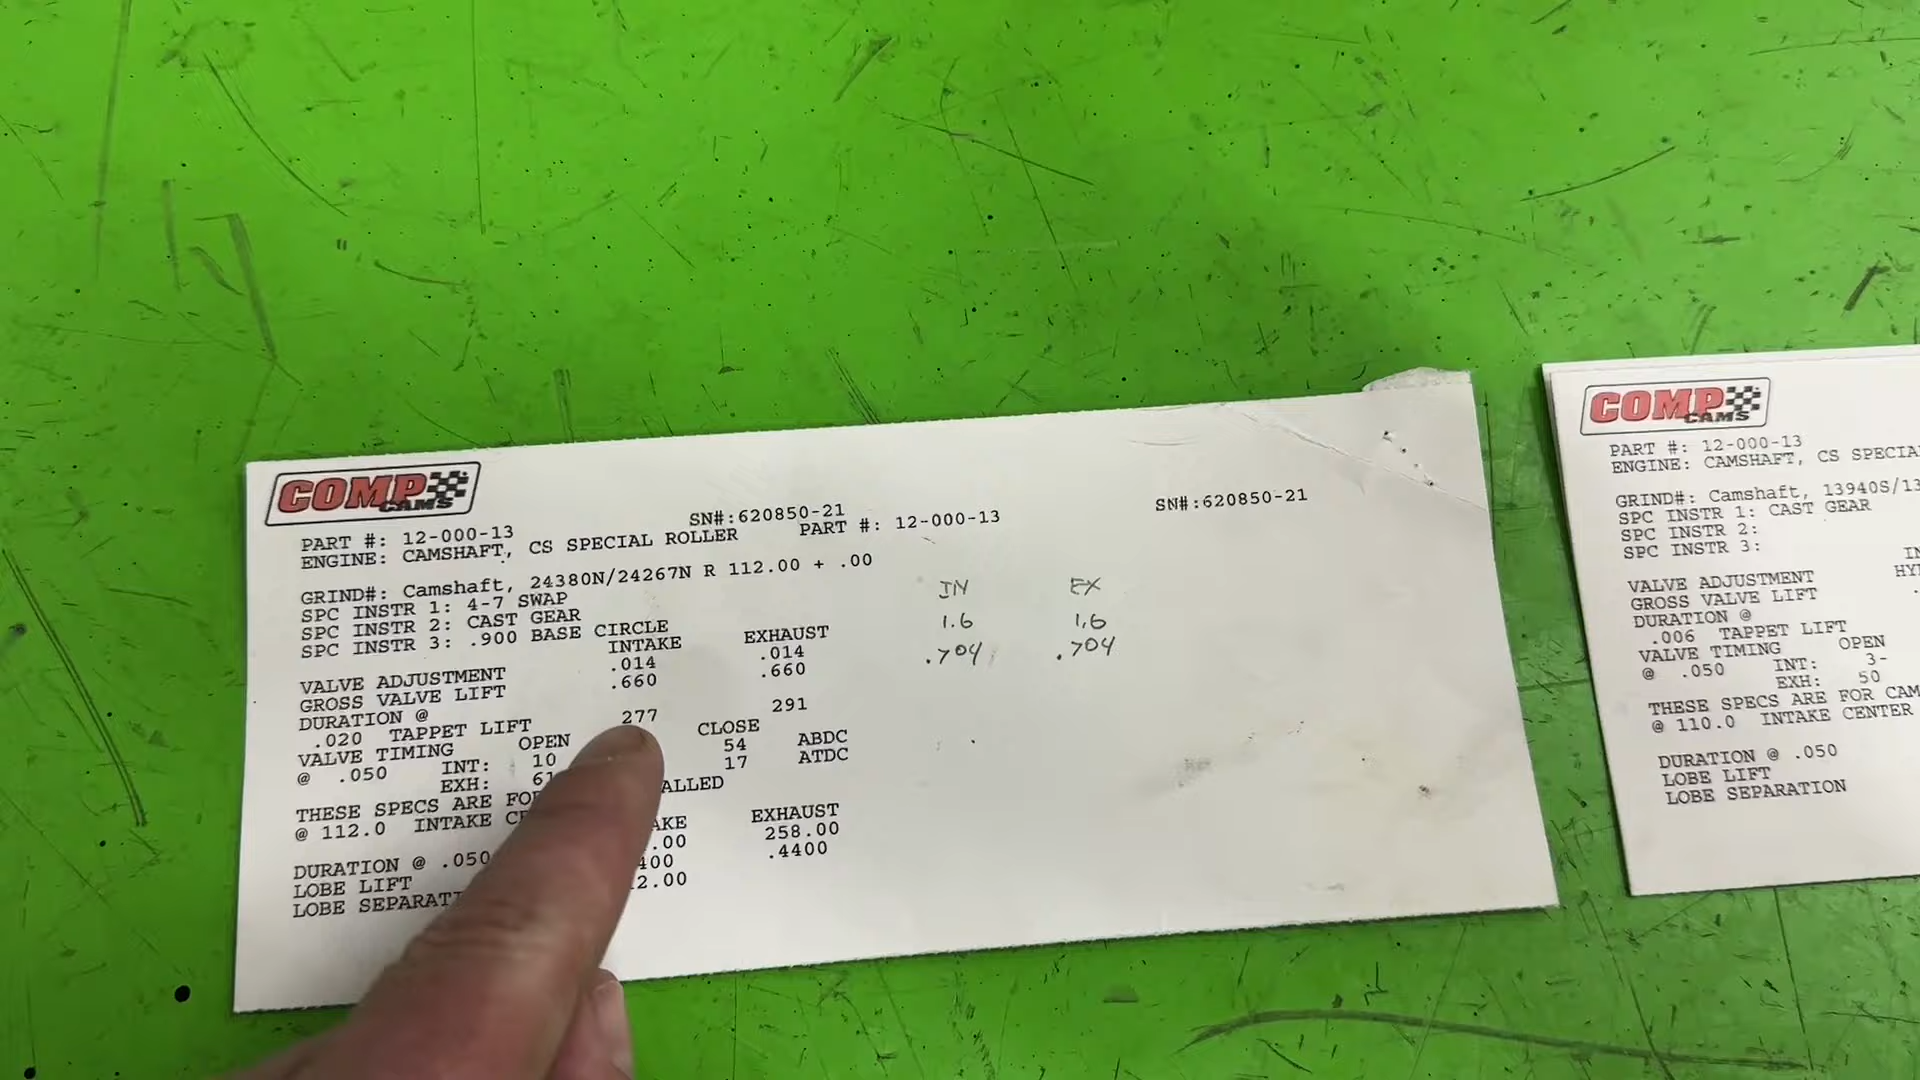 COMP CAMS
SN#:620850-21
SN#:620850-21
PART #: 12-000-13
PART #: 12-000-13
ENGINE: CAMSHAFT, CS SPECIAL ROLLER
GRIND#: Camshaft, 24380N/24267N R 112.00 + .00
SPC INSTR 1: 4-7 SWAP
SPC INSTR 2: CAST GEAR
SPC INSTR 3: .900 BASE CIRCLE
INTAKE EXHAUST
VALVE ADJUSTMENT .014 .014
GROSS VALVE LIFT .660 .660
DURATION @
.020 TAPPET LIFT 277 291
VALVE TIMING OPEN CLOSE
@ .050 INT: 10 54 ABDC
EXH: 61 17 ATDC
THESE SPECS ARE FOR
@ 112.0 INTAKE
EXHAUST
DURATION @ .050 .00 258.00
LOBE LIFT 400 .4400
LOBE SEPARATI 2.00
IN EX
1.6 1.6
.704 .704
COMP CAMS
PART #: 12-000-13
ENGINE: CAMSHAFT, CS SPECIA
GRIND#: Camshaft, 13940S/13
SPC INSTR 1: CAST GEAR
SPC INSTR 2:
SPC INSTR 3:
VALVE ADJUSTMENT HY
GROSS VALVE LIFT
DURATION @
.006 TAPPET LIFT
VALVE TIMING OPEN
@ .050 INT: 3-
EXH: 50
THESE SPECS ARE FOR CAM
@ 110.0 INTAKE CENTER
DURATION @ .050
LOBE LIFT
LOBE SEPARATION